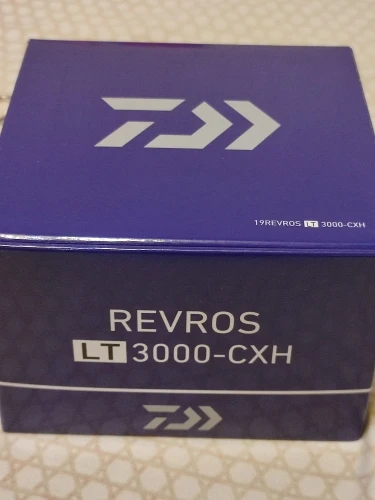 19REVROS LT 3000-CXH
REVROS
LT 3000-CXH